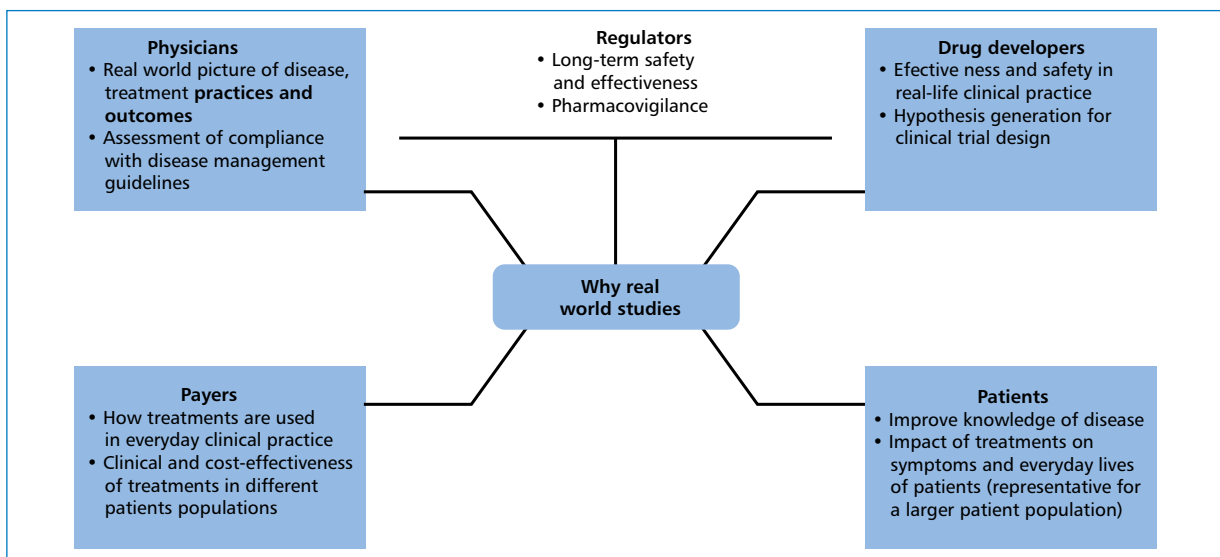 Physicians
• Real world picture of disease,
treatment practices and
outcomes
• Assessment of compliance
with disease management
guidelines
Regulators
• Long-term safety
and effectiveness
• Pharmacovigilance
Drug developers
• Efective ness and safety in
real-life clinical practice
• Hypothesis generation for
clinical trial design
Why real
world studies
Payers
• How treatments are used
in everyday clinical practice
• Clinical and cost-effectiveness
of treatments in different
patients populations
Patients
• Improve knowledge of disease
• Impact of treatments on
symptoms and everyday lives
of patients (representative for
a larger patient population)